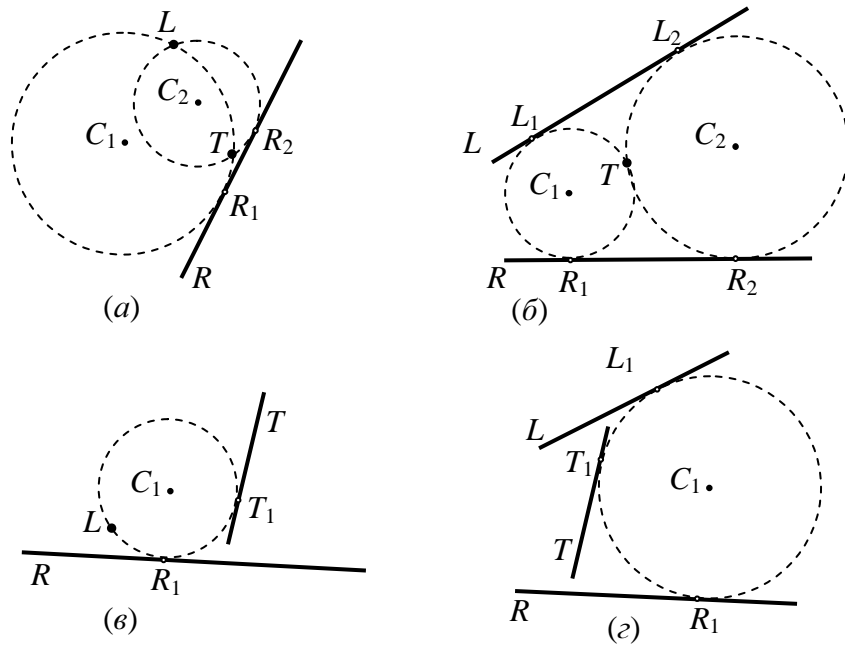 L
C₂
C₁
T
R₂
R₁
R
(а)
L₂
L₁
L
C₂
T
C₁
R
R₁
R₂
(б)
T
C₁
T₁
L
R
R₁
(в)
L₁
L
T₁
C₁
T
R
R₁
(г)